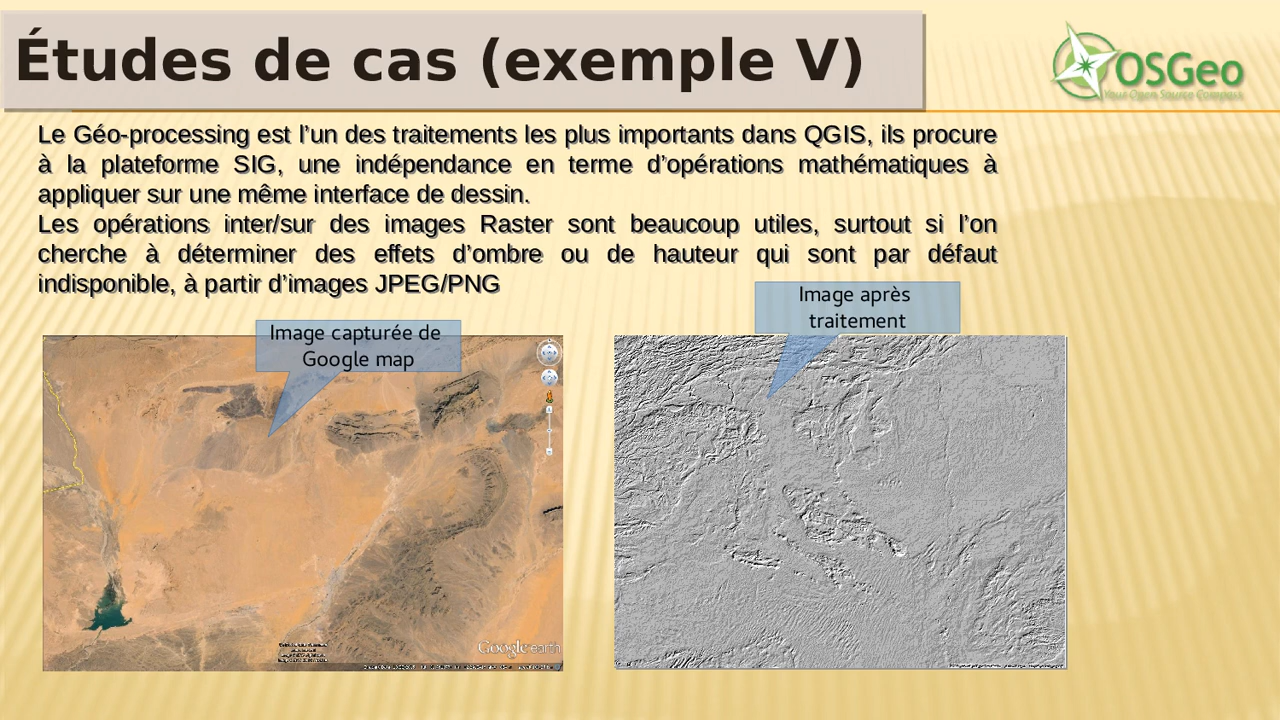 Études de cas (exemple V)
OSGeo
Your Open Source Compass
Le Géo-processing est l’un des traitements les plus importants dans QGIS, ils procure
à la plateforme SIG, une indépendance en terme d’opérations mathématiques à
appliquer sur une même interface de dessin.
Les opérations inter/sur des images Raster sont beaucoup utiles, surtout si l’on
cherche à déterminer des effets d’ombre ou de hauteur qui sont par défaut
indisponible, à partir d’images JPEG/PNG
Image capturée de
Google map
Image après
traitement
Google earth